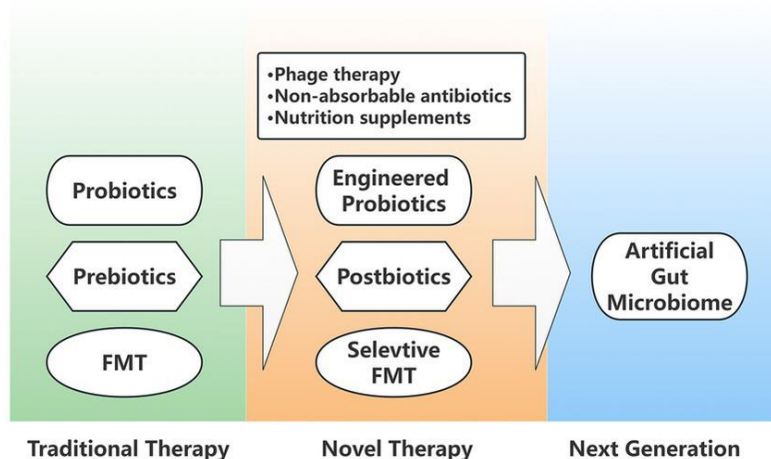 •Phage therapy
•Non-absorbable antibiotics
•Nutrition supplements
Probiotics
Prebiotics
FMT
Engineered
Probiotics
Postbiotics
Selevtive
FMT
Artificial
Gut
Microbiome
Traditional Therapy
Novel Therapy
Next Generation